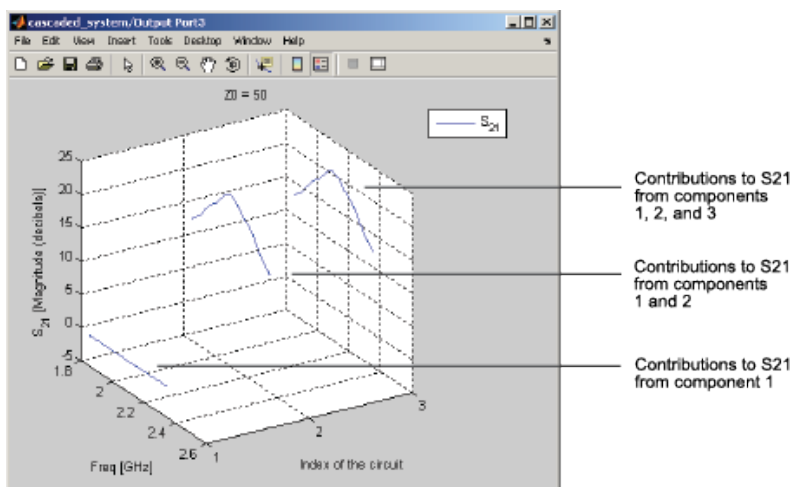 cascaded_system/Output Port3
File Edit View Insert Tools Desktop Window Help
Z0 = 50
S21
25
20
15
10
5
0
-5
S21 [Magnitude (decibels)]
1.8
2
2.2
2.4
2.6
Freq [GHz]
1
2
3
Index of the circuit
Contributions to S21
from components
1, 2, and 3
Contributions to S21
from components
1 and 2
Contributions to S21
from component 1